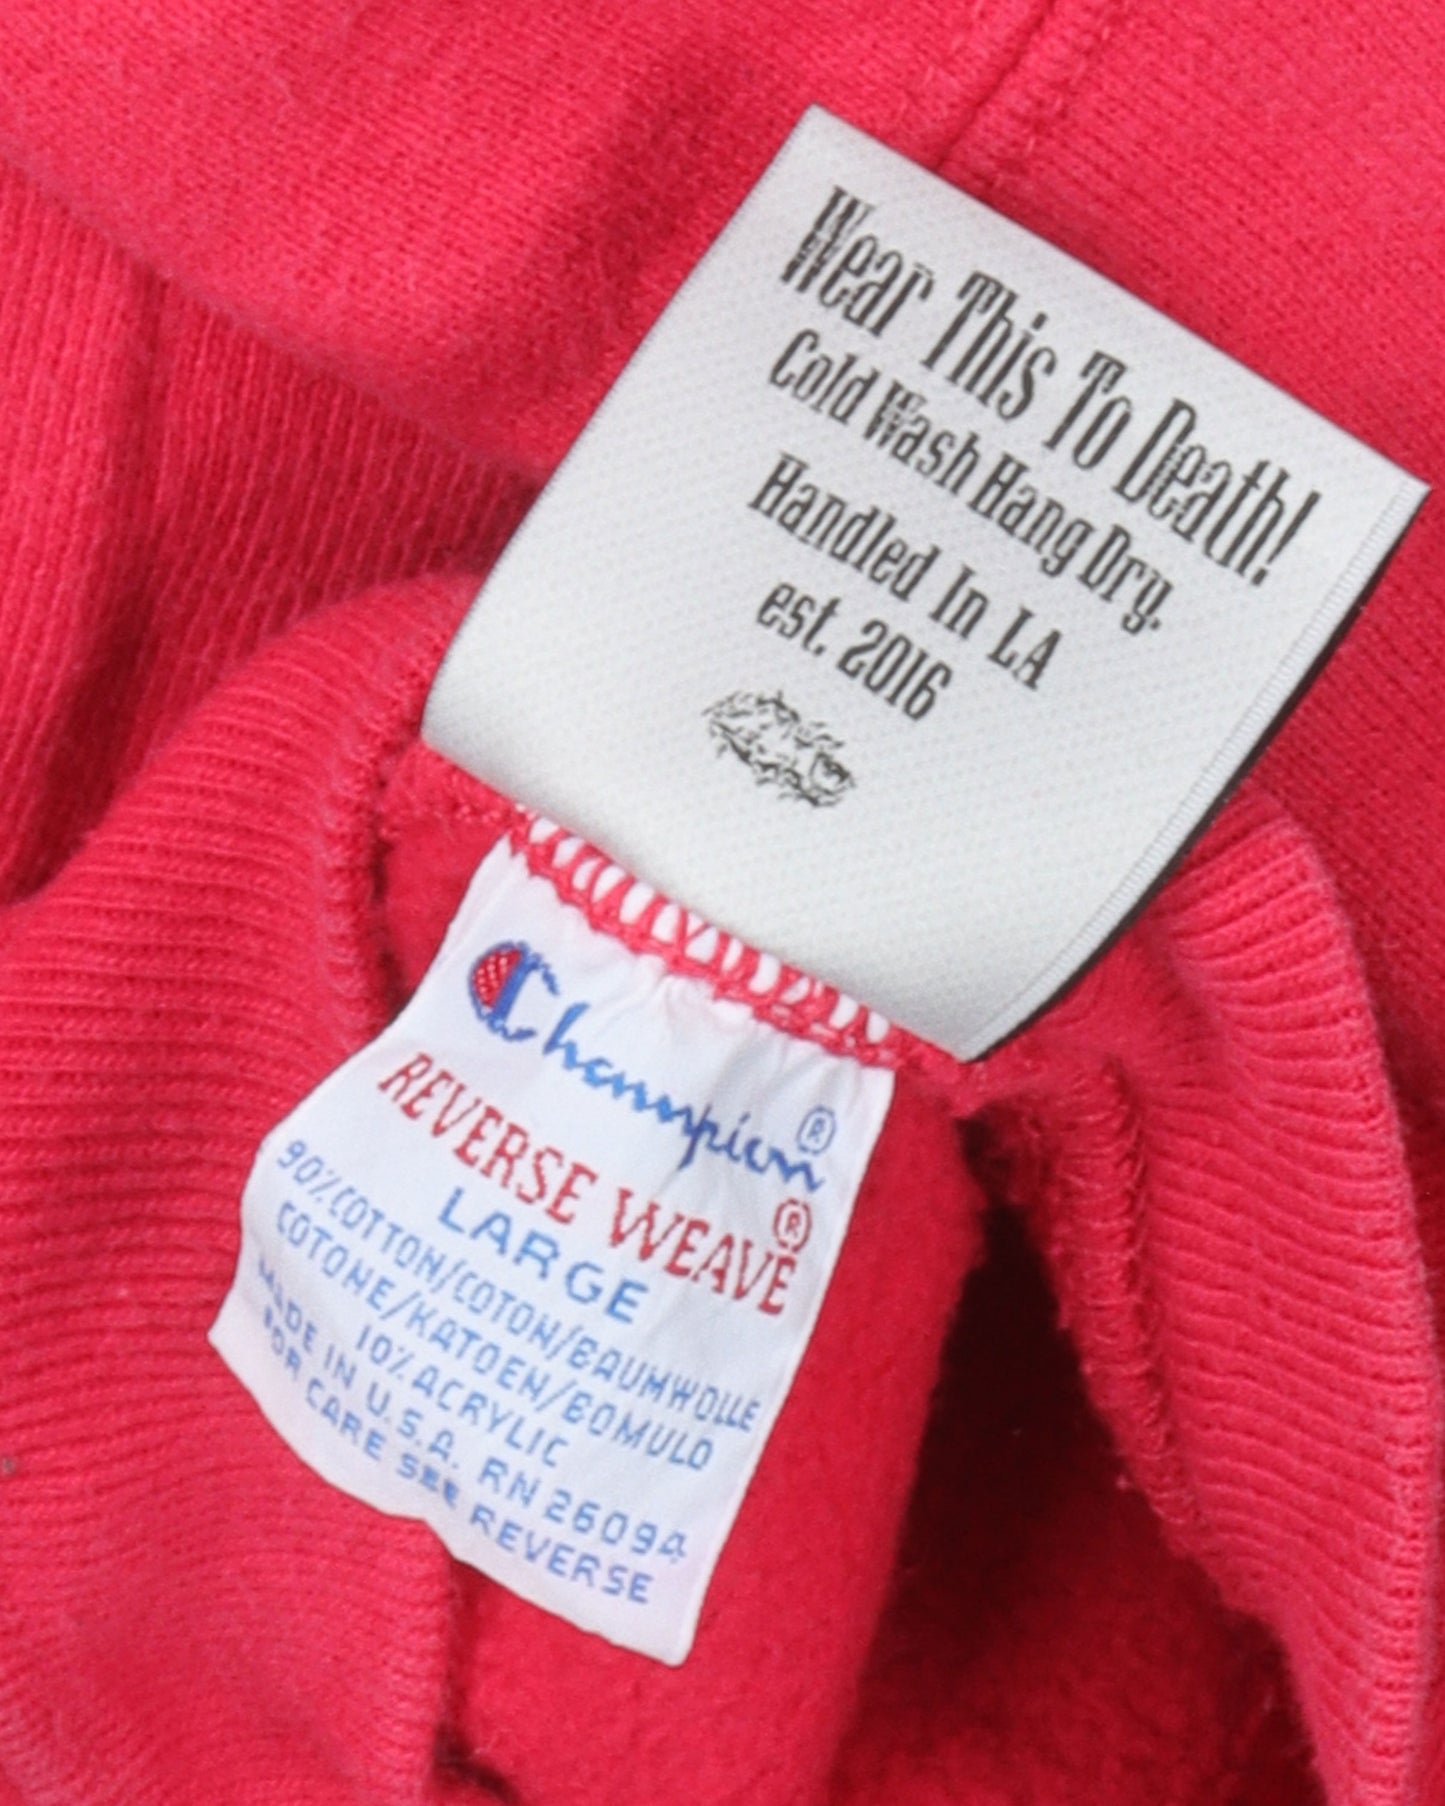 Wear This To Death!
Cold Wash Hang Dry.
Handled In LA
est. 2016
Champion®
REVERSE WEAVE®
LARGE
90% COTTON/COTON/BAUMWOLLE
COTONE/KATOEN/BOMULD
10% ACRYLIC
MADE IN U.S.A. RN 26094
FOR CARE SEE REVERSE